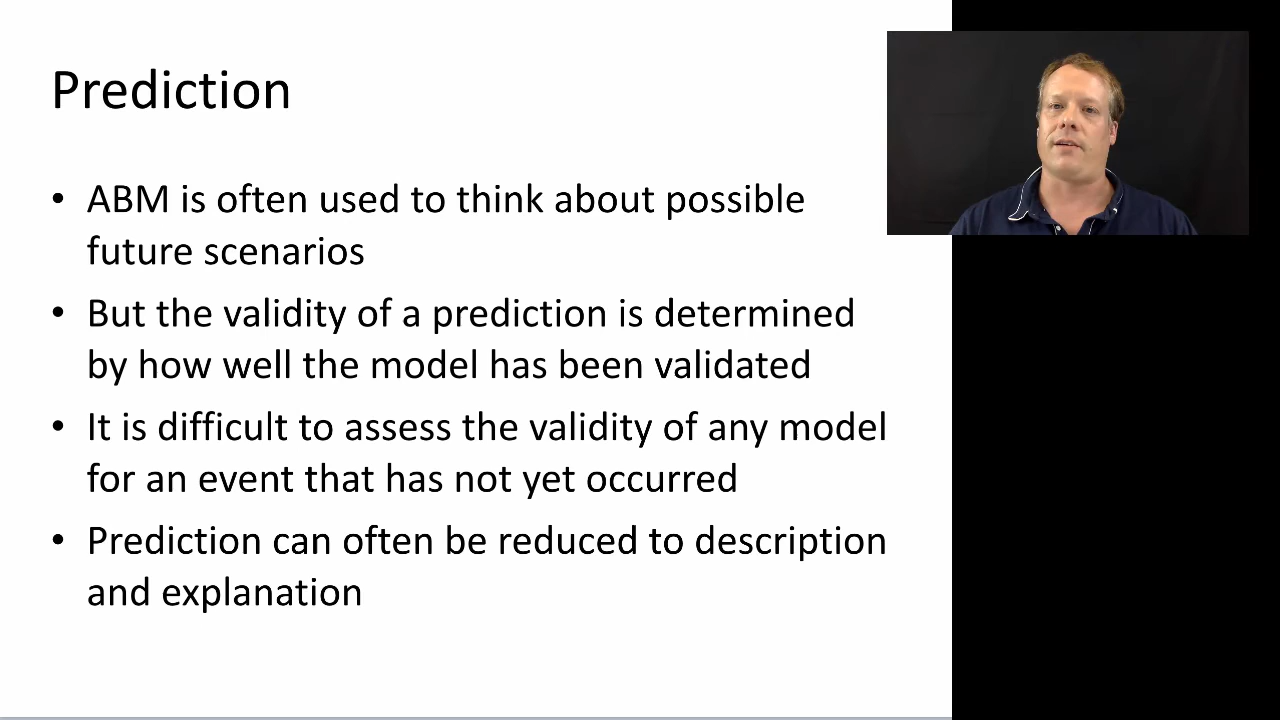 Prediction
• ABM is often used to think about possible
future scenarios
• But the validity of a prediction is determined
by how well the model has been validated
• It is difficult to assess the validity of any model
for an event that has not yet occurred
• Prediction can often be reduced to description
and explanation